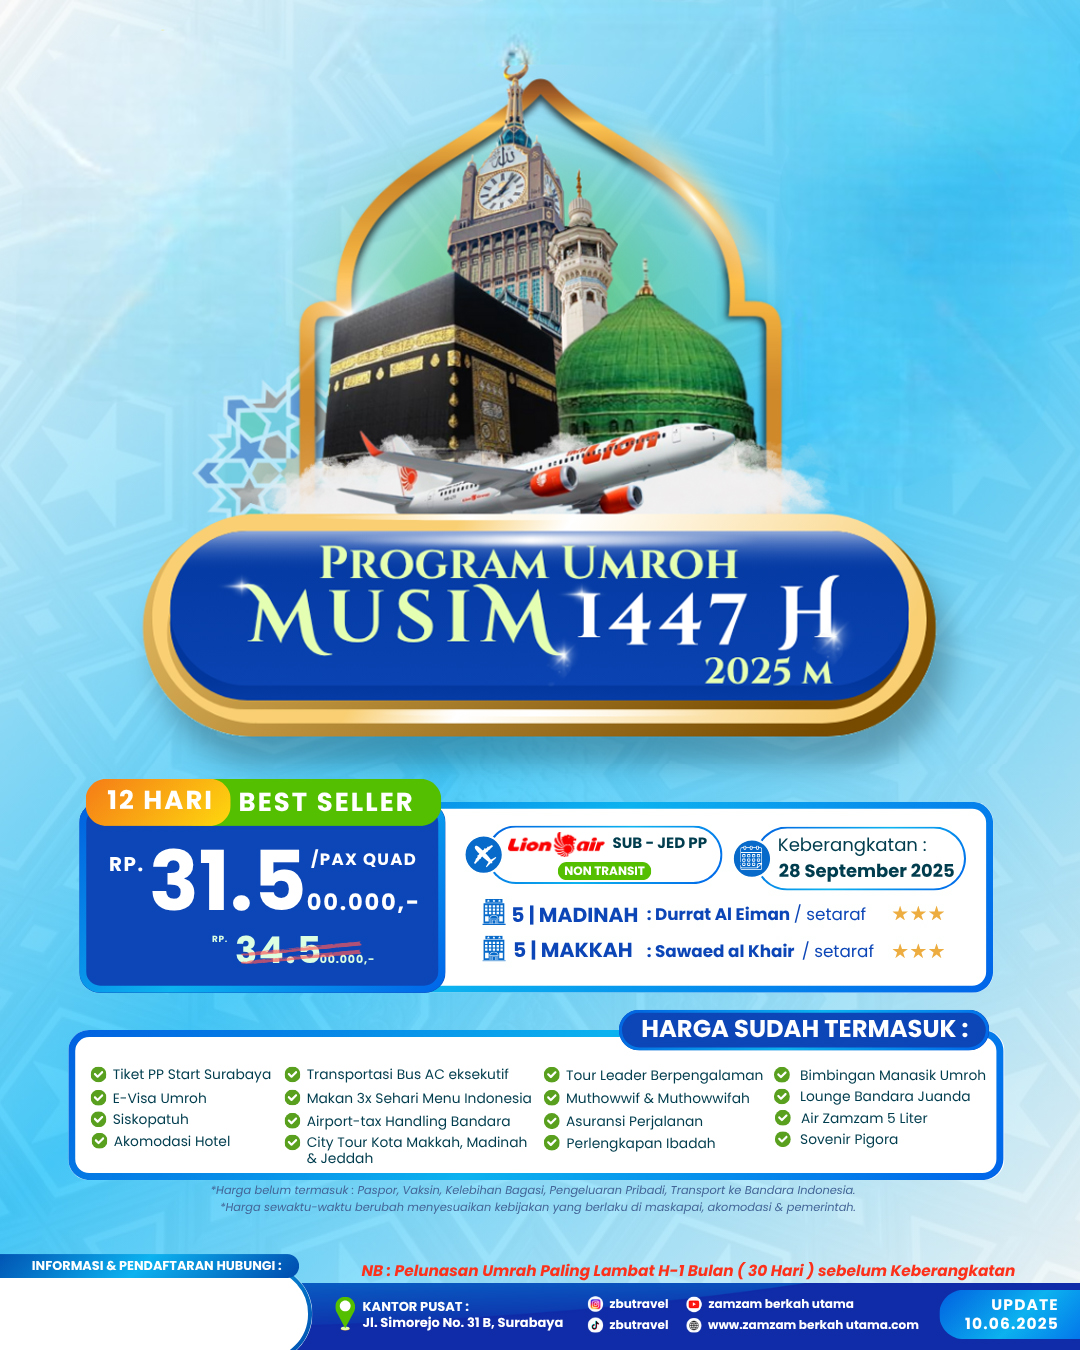 Program Umroh
MUSIM 1447 H
2025 M
Lion
12 HARI BEST SELLER
RP. 31.5 00.000,- /PAX QUAD
RP. 34.5 00.000,-
Lion air SUB - JED PP
NON TRANSIT
Keberangkatan :
28 September 2025
5 | MADINAH : Durrat Al Eiman / setaraf
5 | MAKKAH : Sawaed al Khair / setaraf
HARGA SUDAH TERMASUK :
Tiket PP Start Surabaya
E-Visa Umroh
Siskopatuh
Akomodasi Hotel
Transportasi Bus AC eksekutif
Makan 3x Sehari Menu Indonesia
Airport-tax Handling Bandara
City Tour Kota Makkah, Madinah
& Jeddah
Tour Leader Berpengalaman
Muthowwif & Muthowwifah
Asuransi Perjalanan
Perlengkapan Ibadah
Bimbingan Manasik Umroh
Lounge Bandara Juanda
Air Zamzam 5 Liter
Sovenir Pigora
*Harga belum termasuk : Paspor, Vaksin, Kelebihan Bagasi, Pengeluaran Pribadi, Transport ke Bandara Indonesia.
*Harga sewaktu-waktu berubah menyesuaikan kebijakan yang berlaku di maskapai, akomodasi & pemerintah.
INFORMASI & PENDAFTARAN HUBUNGI :
NB : Pelunasan Umrah Paling Lambat H-1 Bulan ( 30 Hari ) sebelum Keberangkatan
KANTOR PUSAT :
Jl. Simorejo No. 31 B, Surabaya
zbutravel
zbutravel
zamzam berkah utama
www.zamzam berkah utama.com
UPDATE
10.06.2025